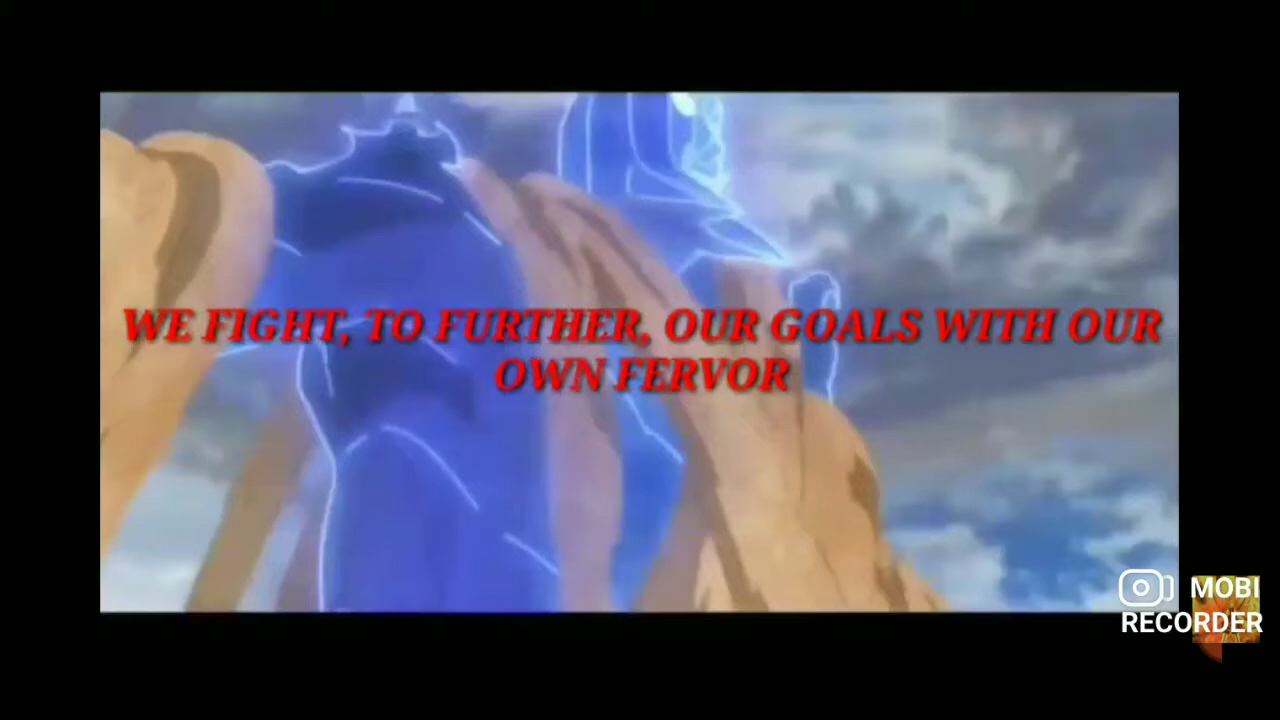 WE FIGHT, TO FURTHER, OUR GOALS WITH OUR
OWN FERVOR
MOBI
RECORDER